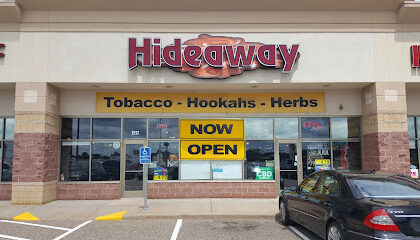 Hideaway
Tobacco - Hookahs - Herbs
NOW
OPEN
CBD